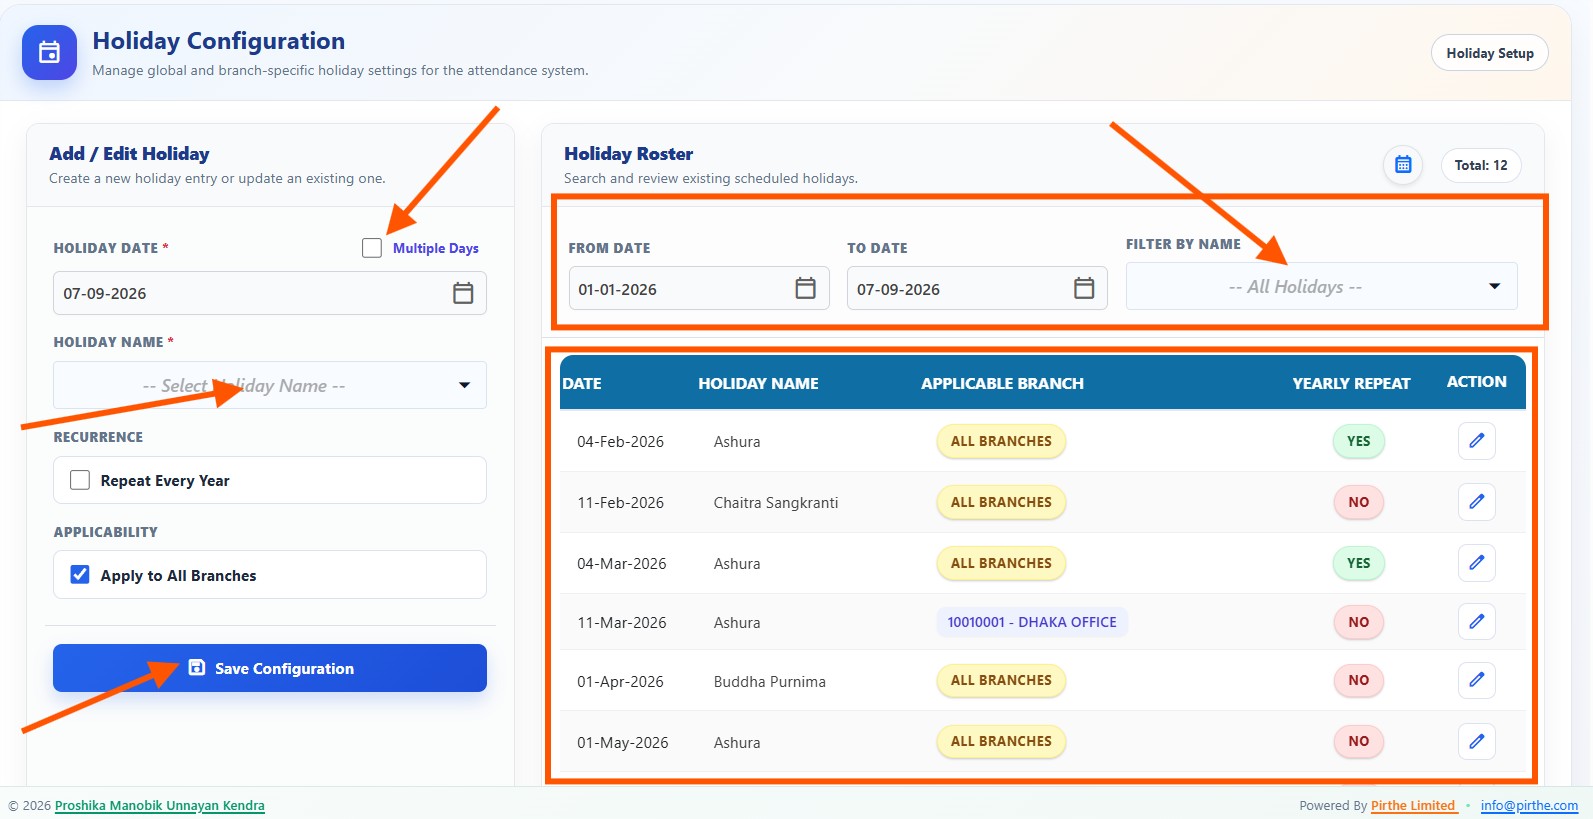 Holiday Configuration
Manage global and branch-specific holiday settings for the attendance system.
Holiday Setup
Add / Edit Holiday
Create a new holiday entry or update an existing one.
HOLIDAY DATE *
Multiple Days
07-09-2026
HOLIDAY NAME *
-- Select Holiday Name --
RECURRENCE
Repeat Every Year
APPLICABILITY
Apply to All Branches
Save Configuration
Holiday Roster
Search and review existing scheduled holidays.
Total: 12
FROM DATE TO DATE FILTER BY NAME
01-01-2026 07-09-2026 -- All Holidays --
DATE HOLIDAY NAME APPLICABLE BRANCH YEARLY REPEAT ACTION
04-Feb-2026 Ashura ALL BRANCHES YES
11-Feb-2026 Chaitra Sangkranti ALL BRANCHES NO
04-Mar-2026 Ashura ALL BRANCHES YES
11-Mar-2026 Ashura 10010001 - DHAKA OFFICE NO
01-Apr-2026 Buddha Purnima ALL BRANCHES NO
01-May-2026 Ashura ALL BRANCHES NO
© 2026 Proshika Manobik Unnayan Kendra
Powered By Pirthe Limited • info@pirthe.com